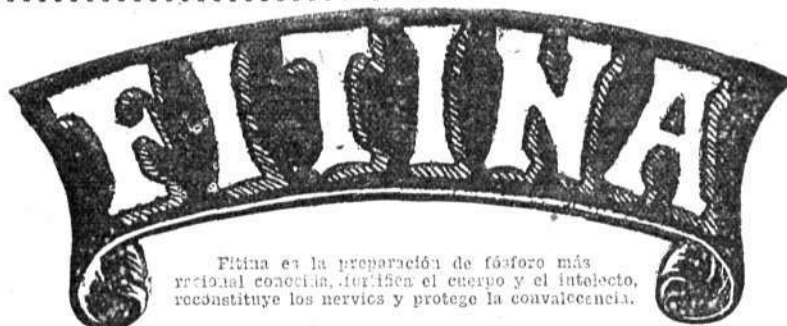 FITINA
Fitina es la preparación de fósforo más
racional conocida, fortifica el cuerpo y el intelecto,
reconstituye los nervios y protege la convalecencia.